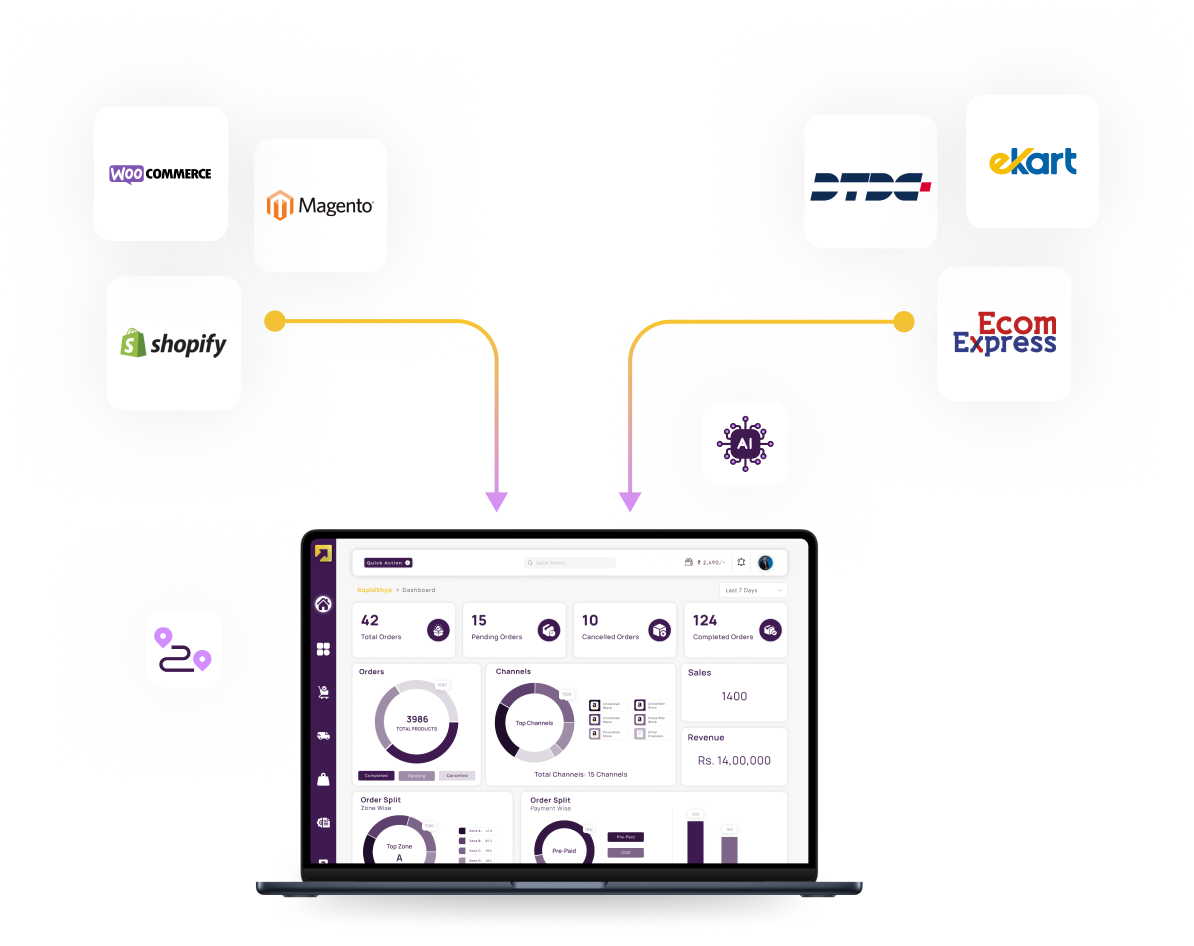 WOO COMMERCE
Magento
shopify
DTDC
ekart
Ecom
Express
AI
Quick Action
Quick Search...
₹ 2,490/-
RapidShyp > Dashboard
Last 7 Days
42
Total Orders
15
Pending Orders
10
Cancelled Orders
124
Completed Orders
Orders
3986
TOTAL PRODUCTS
Completed
Pending
Cancelled
Channels
Top Channels
Total Channels: 15 Channels
Sales
1400
Revenue
Rs. 14,00,000
Order Split
Zone Wise
Top Zone
A
Order Split
Payment Wise
Pre-Paid
Pre-Paid
COD